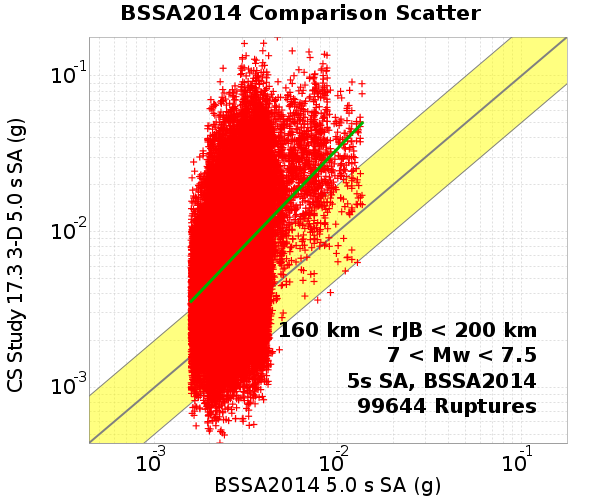 BSSA2014 Comparison Scatter
CS Study 17.3 3-D 5.0 s SA (g)
10-1
10-2
10-3
160 km < rJB < 200 km
7 < Mw < 7.5
5s SA, BSSA2014
99644 Ruptures
10-3
10-2
10-1
BSSA2014 5.0 s SA (g)